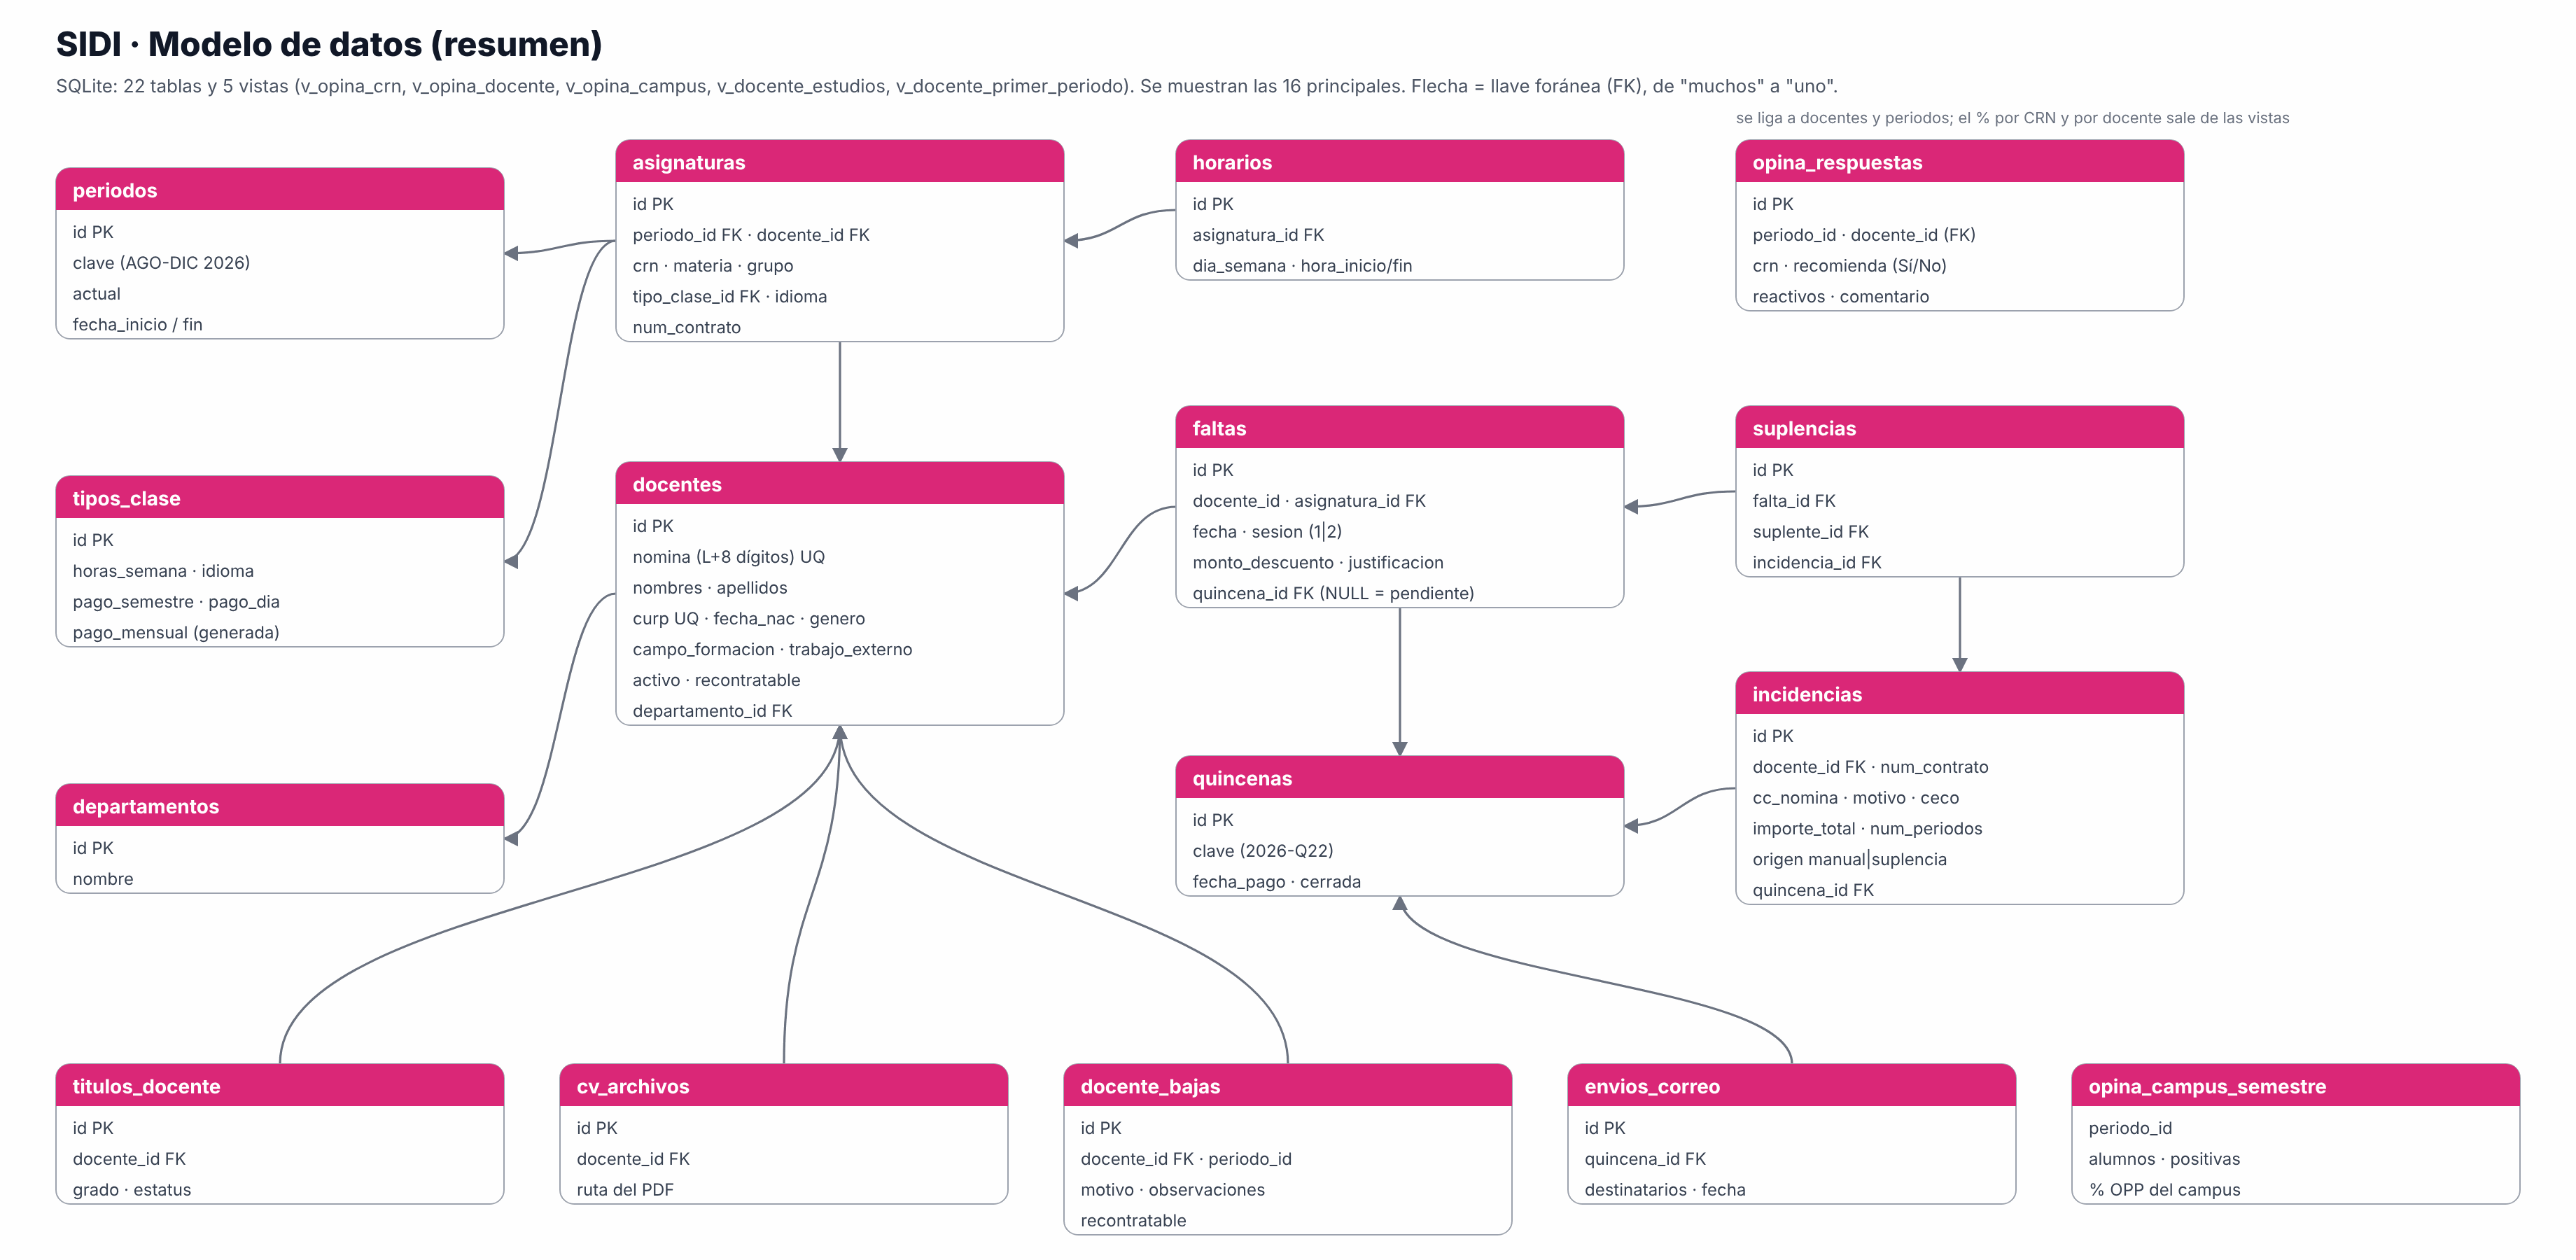 SIDI · Modelo de datos (resumen)
SQLite: 22 tablas y 5 vistas (v_opina_crn, v_opina_docente, v_opina_campus, v_docente_estudios, v_docente_primer_periodo). Se muestran las 16 principales. Flecha = llave foránea (FK), de "muchos" a "uno".
se liga a docentes y periodos; el % por CRN y por docente sale de las vistas
periodos
id PK
clave (AGO-DIC 2026)
actual
fecha_inicio / fin
asignaturas
id PK
periodo_id FK · docente_id FK
crn · materia · grupo
tipo_clase_id FK · idioma
num_contrato
horarios
id PK
asignatura_id FK
dia_semana · hora_inicio/fin
opina_respuestas
id PK
periodo_id · docente_id (FK)
crn · recomienda (Sí/No)
reactivos · comentario
tipos_clase
id PK
horas_semana · idioma
pago_semestre · pago_dia
pago_mensual (generada)
docentes
id PK
nomina (L+8 dígitos) UQ
nombres · apellidos
curp UQ · fecha_nac · genero
campo_formacion · trabajo_externo
activo · recontratable
departamento_id FK
faltas
id PK
docente_id · asignatura_id FK
fecha · sesion (1|2)
monto_descuento · justificacion
quincena_id FK (NULL = pendiente)
suplencias
id PK
falta_id FK
suplente_id FK
incidencia_id FK
departamentos
id PK
nombre
quincenas
id PK
clave (2026-Q22)
fecha_pago · cerrada
incidencias
id PK
docente_id FK · num_contrato
cc_nomina · motivo · ceco
importe_total · num_periodos
origen manual|suplencia
quincena_id FK
titulos_docente
id PK
docente_id FK
grado · estatus
cv_archivos
id PK
docente_id FK
ruta del PDF
docente_bajas
id PK
docente_id FK · periodo_id
motivo · observaciones
recontratable
envios_correo
id PK
quincena_id FK
destinatarios · fecha
opina_campus_semestre
periodo_id
alumnos · positivas
% OPP del campus